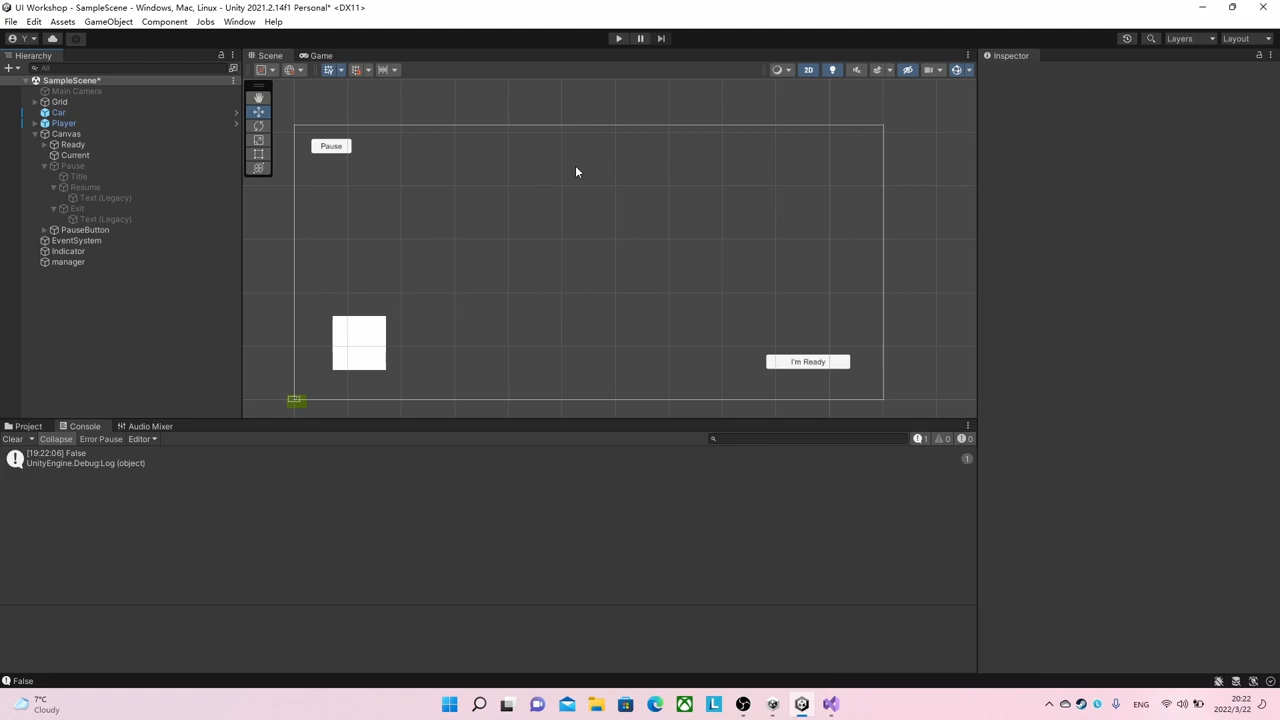 UI Workshop - SampleScene - Windows, Mac, Linux - Unity 2021.2.14f1 Personal* <DX11>
File Edit Assets GameObject Component Jobs Window Help
Y Layers Layout
Hierarchy Scene Game Inspector
All 2D
SampleScene*
Main Camera
Grid
Car
Player
Canvas
Ready
Current
Pause
Title
Resume
Text (Legacy)
Exit
Text (Legacy)
PauseButton
EventSystem
Indicator
manager
Pause
I'm Ready
Project Console Audio Mixer
Clear Collapse Error Pause Editor 1 0 0
[19:22:06] False
UnityEngine.Debug:Log (object)
1
False
7°C
Cloudy
ENG
20:22
2022/3/22